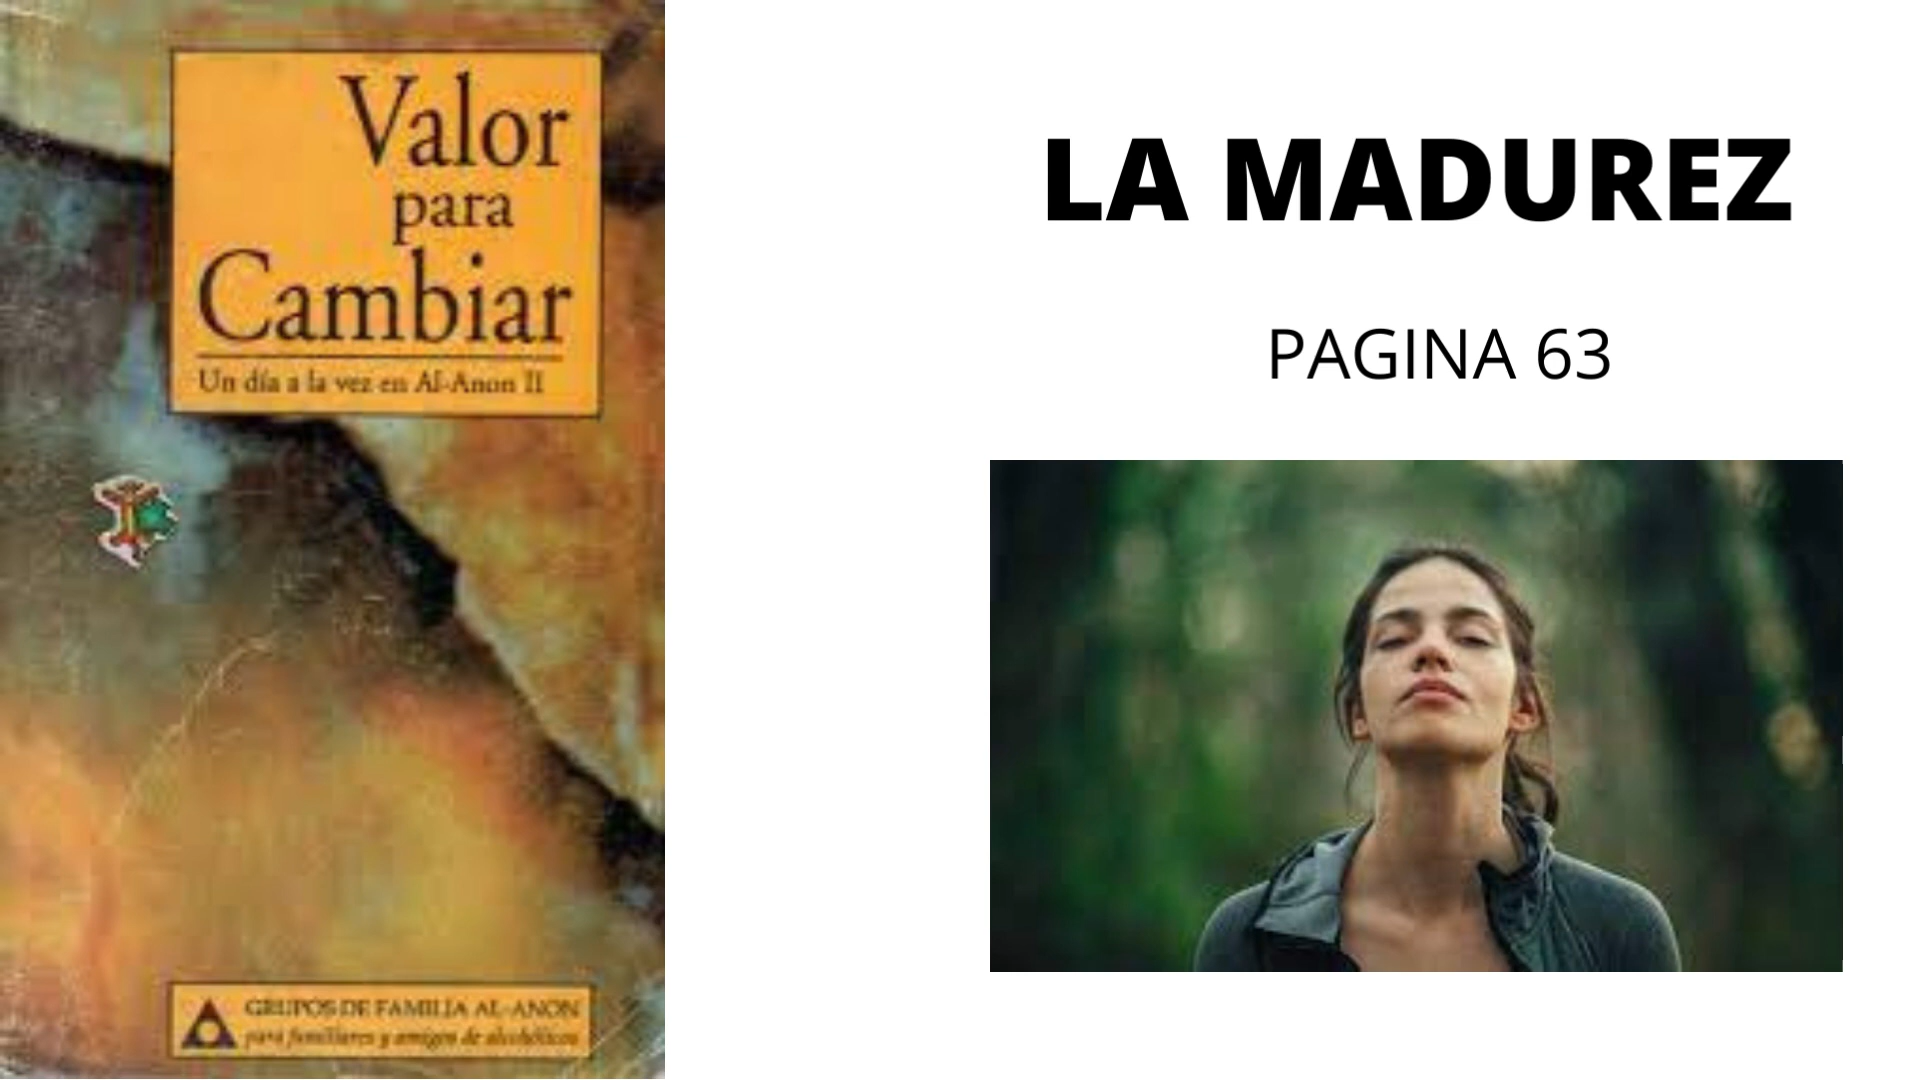 Valor
para
Cambiar
Un día a la vez en Al-Anon II
GRUPOS DE FAMILIA AL-ANON
para familiares y amigos de alcohólicos
LA MADUREZ
PAGINA 63